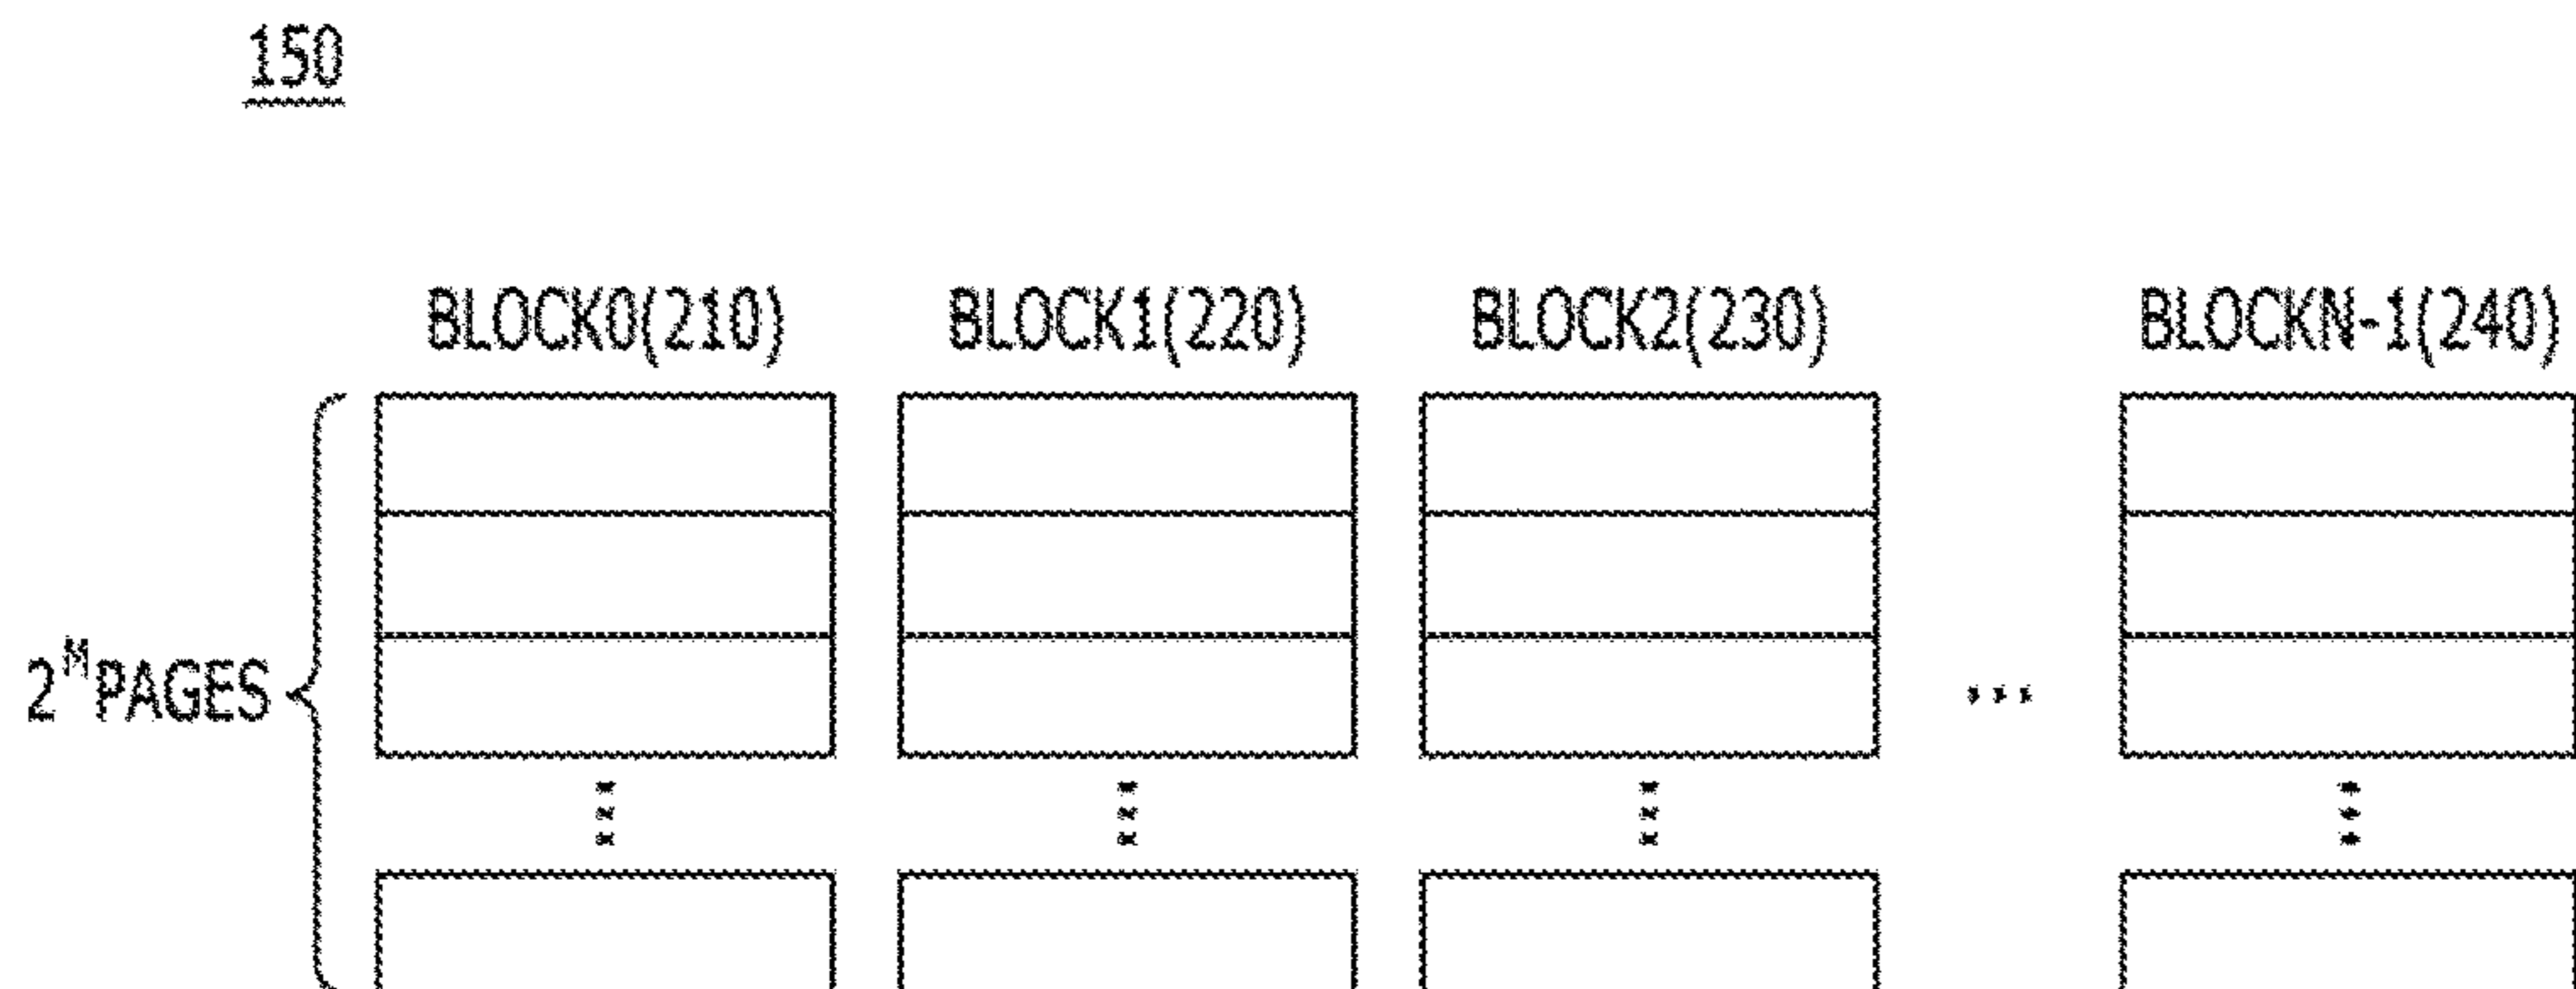 150
BLOCK0(210) BLOCK1(220) BLOCK2(230) BLOCKN-1(240)
2^M PAGES
...